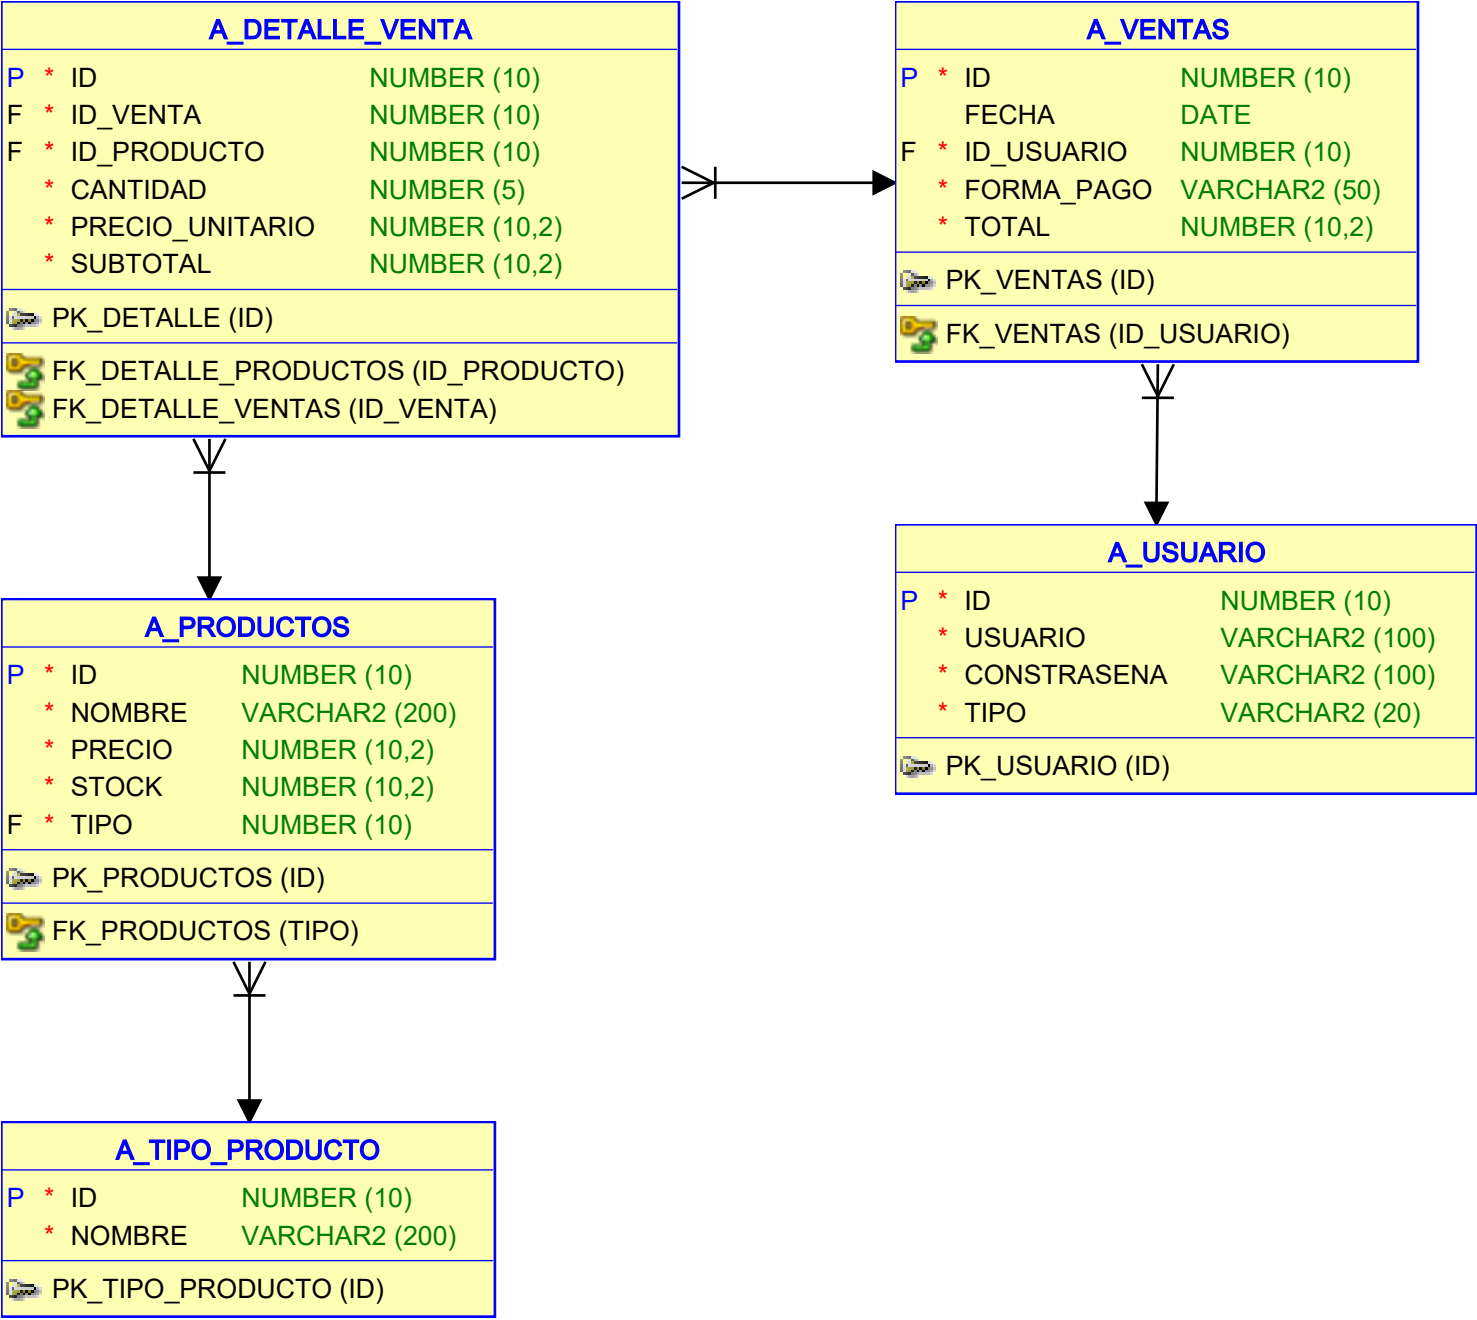 A_DETALLE_VENTA
P * ID NUMBER (10)
F * ID_VENTA NUMBER (10)
F * ID_PRODUCTO NUMBER (10)
* CANTIDAD NUMBER (5)
* PRECIO_UNITARIO NUMBER (10,2)
* SUBTOTAL NUMBER (10,2)
PK_DETALLE (ID)
FK_DETALLE_PRODUCTOS (ID_PRODUCTO)
FK_DETALLE_VENTAS (ID_VENTA)
A_VENTAS
P * ID NUMBER (10)
FECHA DATE
F * ID_USUARIO NUMBER (10)
* FORMA_PAGO VARCHAR2 (50)
* TOTAL NUMBER (10,2)
PK_VENTAS (ID)
FK_VENTAS (ID_USUARIO)
A_USUARIO
P * ID NUMBER (10)
* USUARIO VARCHAR2 (100)
* CONSTRASENA VARCHAR2 (100)
* TIPO VARCHAR2 (20)
PK_USUARIO (ID)
A_PRODUCTOS
P * ID NUMBER (10)
* NOMBRE VARCHAR2 (200)
* PRECIO NUMBER (10,2)
* STOCK NUMBER (10,2)
F * TIPO NUMBER (10)
PK_PRODUCTOS (ID)
FK_PRODUCTOS (TIPO)
A_TIPO_PRODUCTO
P * ID NUMBER (10)
* NOMBRE VARCHAR2 (200)
PK_TIPO_PRODUCTO (ID)